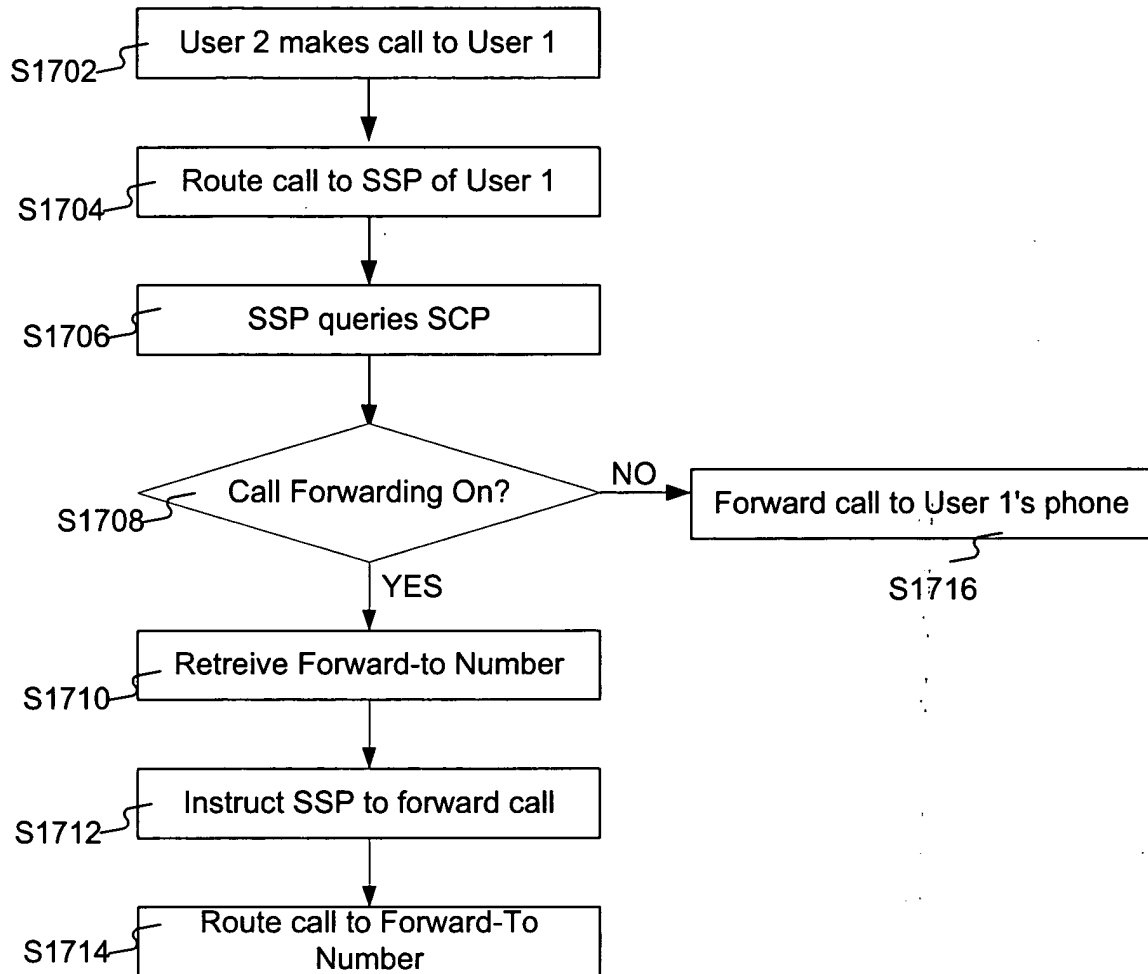 User 2 makes call to User 1
S1702
Route call to SSP of User 1
S1704
SSP queries SCP
S1706
Call Forwarding On?
NO
Forward call to User 1's phone
S1708
S1716
YES
Retreive Forward-to Number
S1710
Instruct SSP to forward call
S1712
Route call to Forward-To
Number
S1714